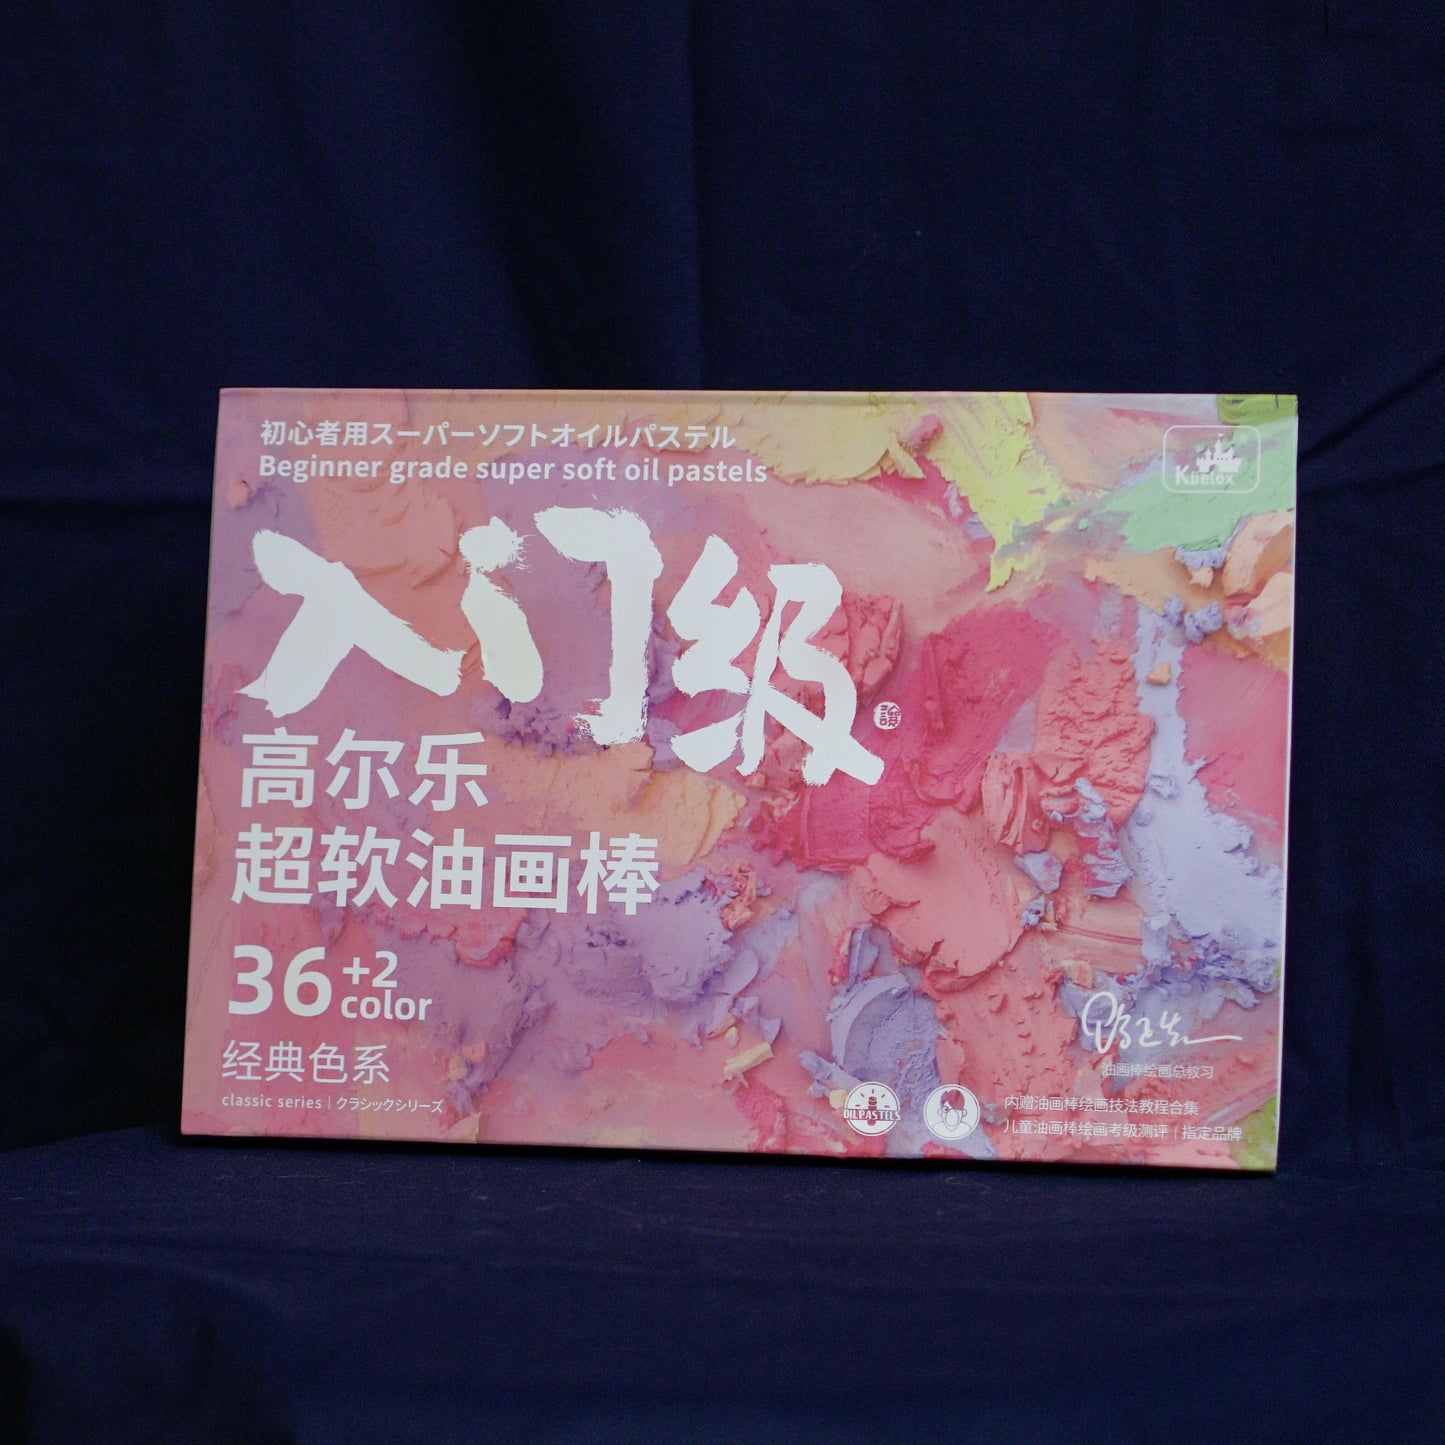 初心者用スーパーソフトオイルパステル
Beginner grade super soft oil pastels
Kuelox
入门级
高尔乐
超软油画棒
36 +2 color
经典色系
classic series | クラシックシリーズ
油画棒绘画总教习
OILPASTELS
内赠油画棒绘画技法教程合集
儿童油画棒绘画考级测评 | 指定品牌